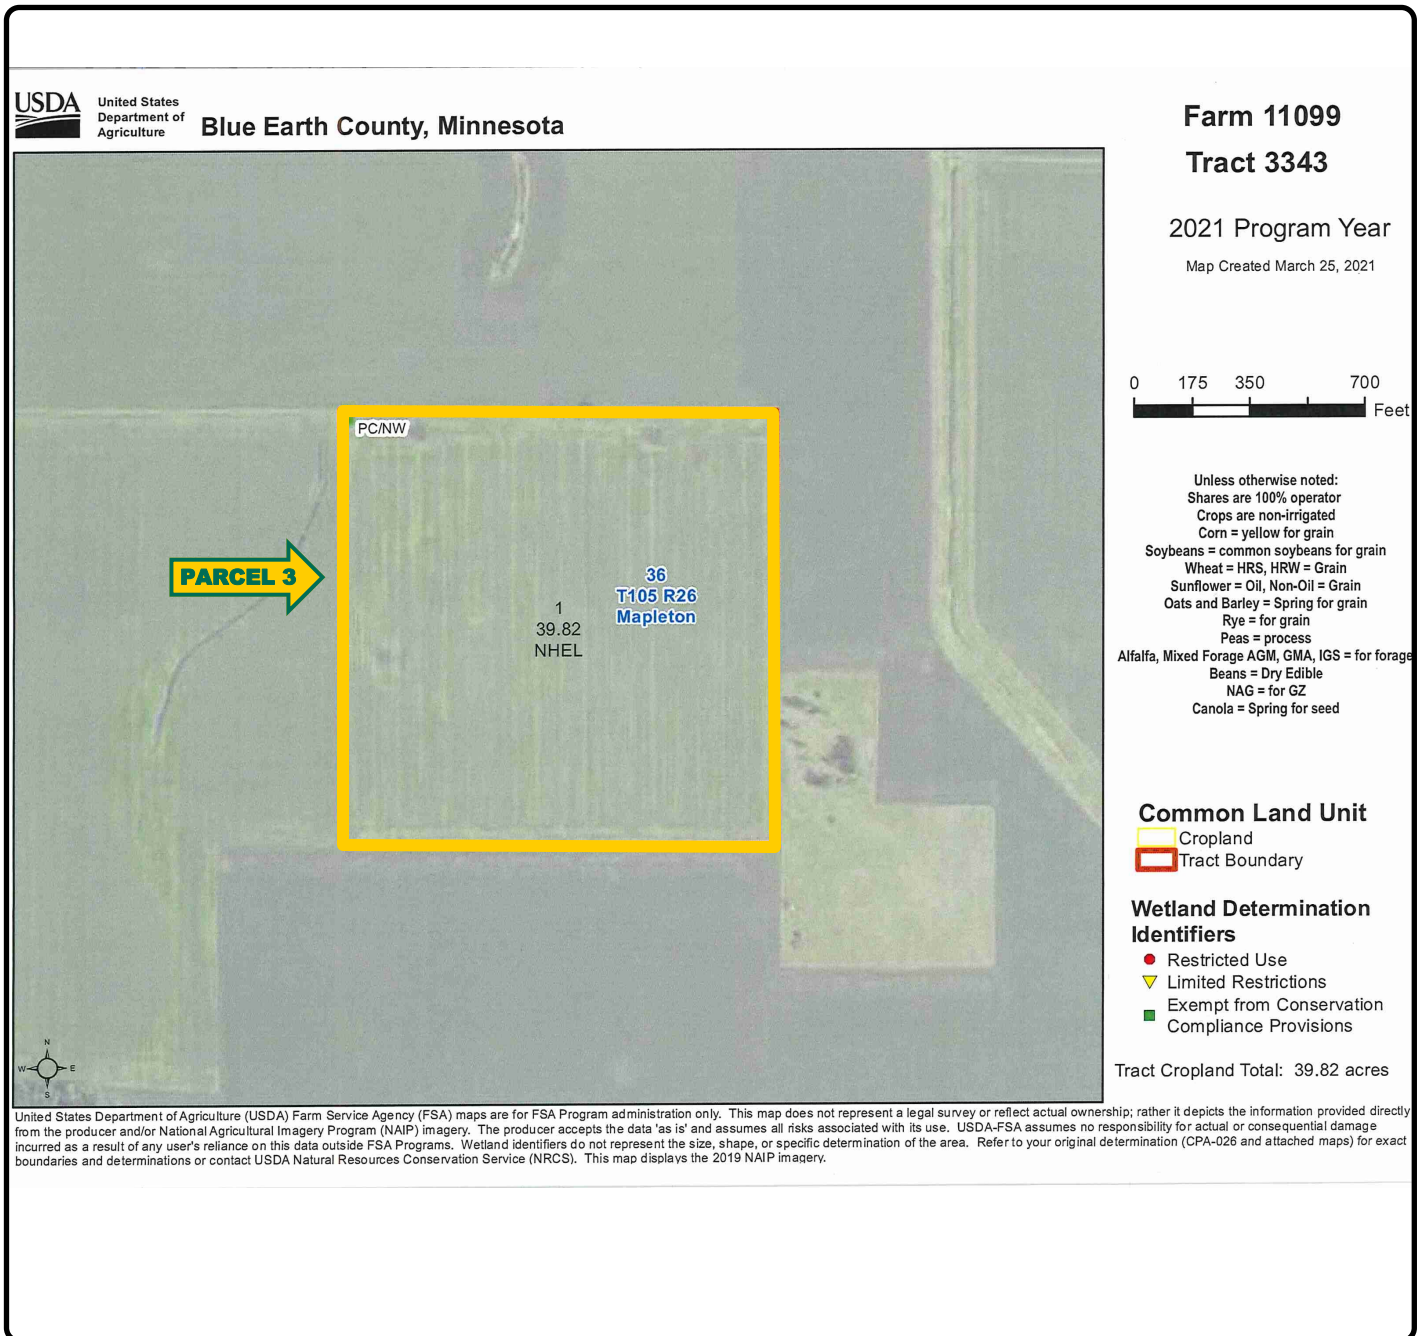 USDA
United States
Department of
Agriculture
Blue Earth County, Minnesota
Farm 11099
Tract 3343
2021 Program Year
Map Created March 25, 2021
0 175 350 700
Feet
PC/NW
PARCEL 3
36
T105 R26
Mapleton
1
39.82
NHEL
Unless otherwise noted:
Shares are 100% operator
Crops are non-irrigated
Corn = yellow for grain
Soybeans = common soybeans for grain
Wheat = HRS, HRW = Grain
Sunflower = Oil, Non-Oil = Grain
Oats and Barley = Spring for grain
Rye = for grain
Peas = process
Alfalfa, Mixed Forage AGM, GMA, IGS = for forage
Beans = Dry Edible
NAG = for GZ
Canola = Spring for seed
Common Land Unit
Cropland
Tract Boundary
Wetland Determination
Identifiers
Restricted Use
Limited Restrictions
Exempt from Conservation
Compliance Provisions
Tract Cropland Total: 39.82 acres
N
W E
S
United States Department of Agriculture (USDA) Farm Service Agency (FSA) maps are for FSA Program administration only. This map does not represent a legal survey or reflect actual ownership; rather it depicts the information provided directly
from the producer and/or National Agricultural Imagery Program (NAIP) imagery. The producer accepts the data 'as is' and assumes all risks associated with its use. USDA-FSA assumes no responsibility for actual or consequential damage
incurred as a result of any user's reliance on this data outside FSA Programs. Wetland identifiers do not represent the size, shape, or specific determination of the area. Refer to your original determination (CPA-026 and attached maps) for exact
boundaries and determinations or contact USDA Natural Resources Conservation Service (NRCS). This map displays the 2019 NAIP imagery.